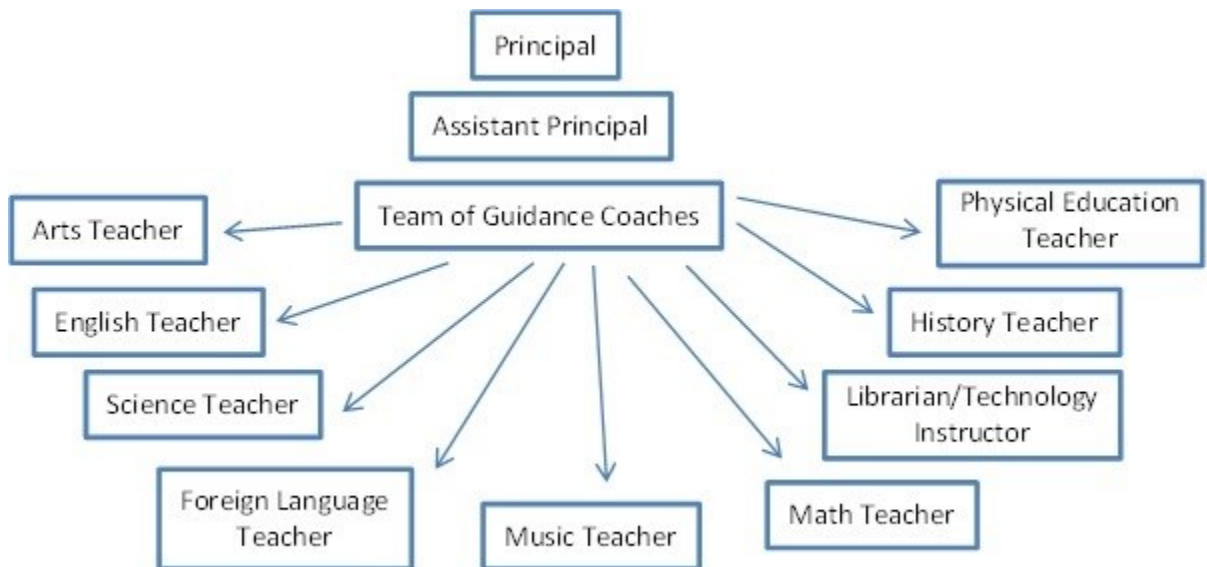 Principal
Assistant Principal
Team of Guidance Coaches
Arts Teacher
English Teacher
Science Teacher
Foreign Language
Teacher
Music Teacher
Math Teacher
Librarian/Technology
Instructor
History Teacher
Physical Education
Teacher